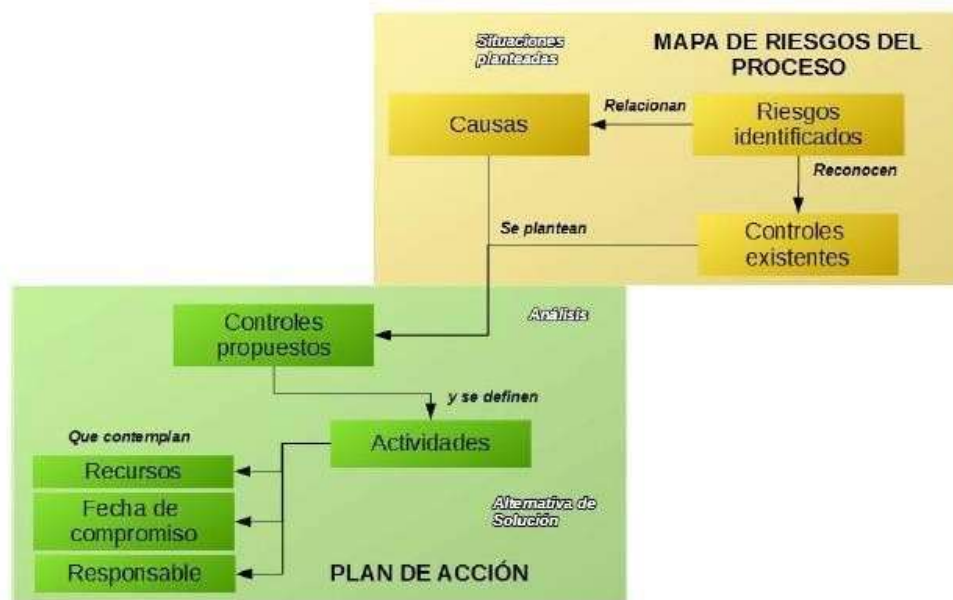 Situaciones
planteadas
MAPA DE RIESGOS DEL
PROCESO
Causas
Relacionan
Riesgos
identificados
Reconocen
Se plantean
Controles
existentes
Controles
propuestos
Análisis
y se definen
Que contemplan
Actividades
Recursos
Fecha de
compromiso
Alternativa de
Solución
Responsable
PLAN DE ACCIÓN